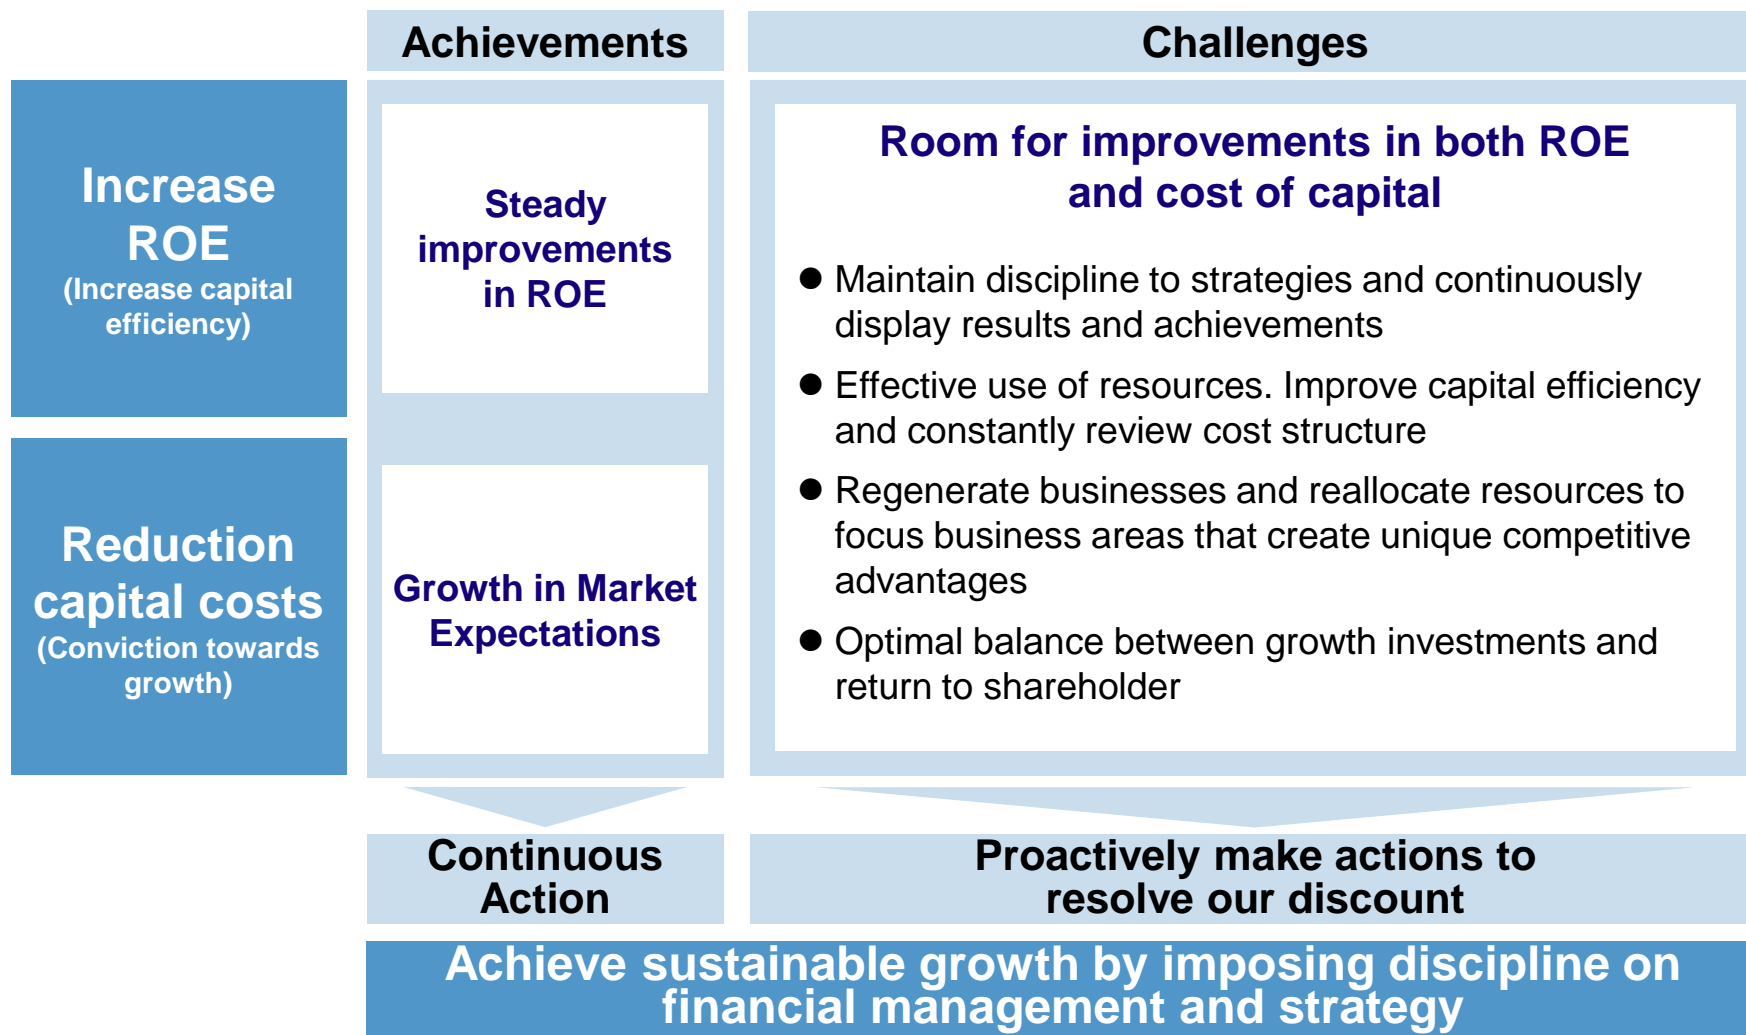 Achievements
Challenges
Increase
ROE
(Increase capital
efficiency)
Steady
improvements
in ROE
Reduction
capital costs
(Conviction towards
growth)
Growth in Market
Expectations
Room for improvements in both ROE
and cost of capital
● Maintain discipline to strategies and continuously
display results and achievements
● Effective use of resources. Improve capital efficiency
and constantly review cost structure
● Regenerate businesses and reallocate resources to
focus business areas that create unique competitive
advantages
● Optimal balance between growth investments and
return to shareholder
Continuous
Action
Proactively make actions to
resolve our discount
Achieve sustainable growth by imposing discipline on
financial management and strategy